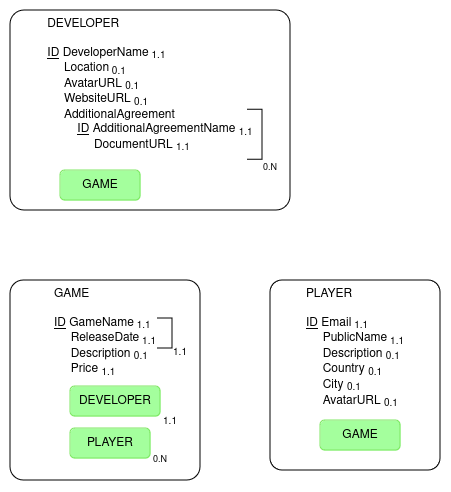 DEVELOPER
ID DeveloperName 1.1
Location 0.1
AvatarURL 0.1
WebsiteURL 0.1
AdditionalAgreement
ID AdditionalAgreementName 1.1
DocumentURL 1.1
0.N
GAME
GAME
ID GameName 1.1
ReleaseDate 1.1
1.1
Description 0.1
Price 1.1
DEVELOPER
1.1
PLAYER
0.N
PLAYER
ID Email 1.1
PublicName 1.1
Description 0.1
Country 0.1
City 0.1
AvatarURL 0.1
GAME